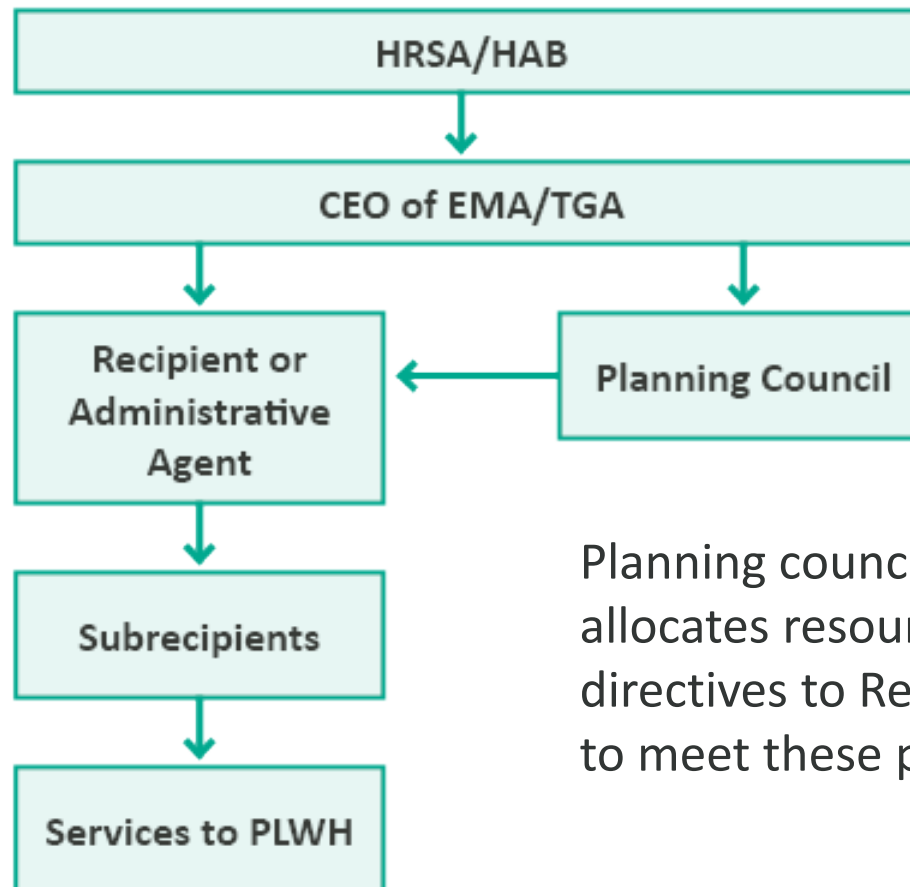 HRSA/HAB
CEO of EMA/TGA
Recipient or
Administrative
Agent
Planning Council
Subrecipients
Services to PLWH
Planning
allocates
directives to
to meet these